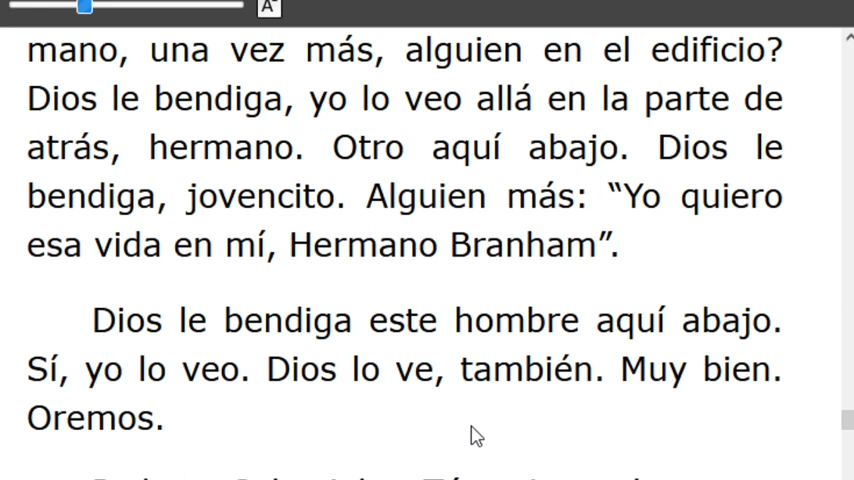 A
mano, una vez más, alguien en el edificio?
Dios le bendiga, yo lo veo allá en la parte de
atrás, hermano. Otro aquí abajo. Dios le
bendiga, jovencito. Alguien más: “Yo quiero
esa vida en mí, Hermano Branham”.
Dios le bendiga este hombre aquí abajo.
Sí, yo lo veo. Dios lo ve, también. Muy bien.
Oremos.